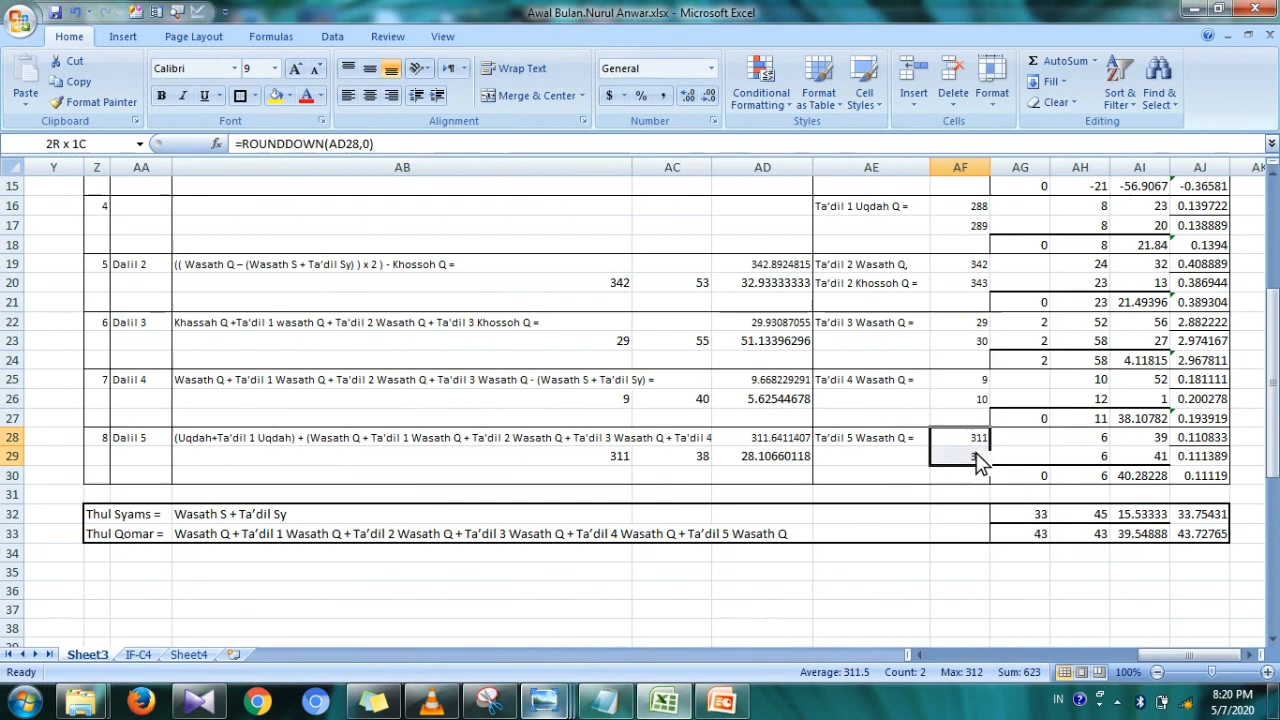 Awal Bulan.Nurul Anwar.xlsx - Microsoft Excel
Home Insert Page Layout Formulas Data Review View
Paste Cut Copy Format Painter Clipboard
Calibri 9 B I U A A A Font
Wrap Text Merge & Center Alignment
General $ % , Number
Conditional Formatting Format as Table Cell Styles Styles
Insert Delete Format Cells
Σ AutoSum Fill Clear Sort & Filter Find & Select Editing
2R x 1C fx =ROUNDDOWN(AD28,0)
Y Z AA AB AC AD AE AF AG AH AI AJ AK
15 0 -21 -56.9067 -0.36581
16 4 Ta'dil 1 Uqdah Q = 288 8 23 0.139722
17 289 8 20 0.138889
18 0 8 21.84 0.1394
19 5 Dalil 2 (( Wasath Q – (Wasath S + Ta'dil Sy) ) x 2 ) - Khossoh Q = 342.8924815 Ta'dil 2 Wasath Q, 342 24 32 0.408889
20 342 53 32.93333333 Ta'dil 2 Khossoh Q = 343 23 13 0.386944
21 0 23 21.49396 0.389304
22 6 Dalil 3 Khassah Q +Ta'dil 1 wasath Q + Ta'dil 2 Wasath Q + Ta'dil 3 Khossoh Q = 29.93087055 Ta'dil 3 Wasath Q = 29 2 52 56 2.882222
23 29 55 51.13396296 30 2 58 27 2.974167
24 2 58 4.11815 2.967811
25 7 Dalil 4 Wasath Q + Ta'dil 1 Wasath Q + Ta'dil 2 Wasath Q + Ta'dil 3 Wasath Q - (Wasath S + Ta'dil Sy) = 9.668229291 Ta'dil 4 Wasath Q = 9 10 52 0.181111
26 9 40 5.62544678 10 12 1 0.200278
27 0 11 38.10782 0.193919
28 8 Dalil 5 (Uqdah+Ta'dil 1 Uqdah) + (Wasath Q + Ta'dil 1 Wasath Q + Ta'dil 2 Wasath Q + Ta'dil 3 Wasath Q + Ta'dil 4 311.6411407 Ta'dil 5 Wasath Q = 311 6 39 0.110833
29 311 38 28.10660118 6 41 0.111389
30 0 6 40.28228 0.11119
31
32 Thul Syams = Wasath S + Ta'dil Sy 33 45 15.53333 33.75431
33 Thul Qomar = Wasath Q + Ta'dil 1 Wasath Q + Ta'dil 2 Wasath Q + Ta'dil 3 Wasath Q + Ta'dil 4 Wasath Q + Ta'dil 5 Wasath Q 43 43 39.54888 43.72765
34
35
36
37
38
Sheet3 IF-C4 Sheet4
Ready Average: 311.5 Count: 2 Max: 312 Sum: 623 100%
IN 8:20 PM
5/7/2020